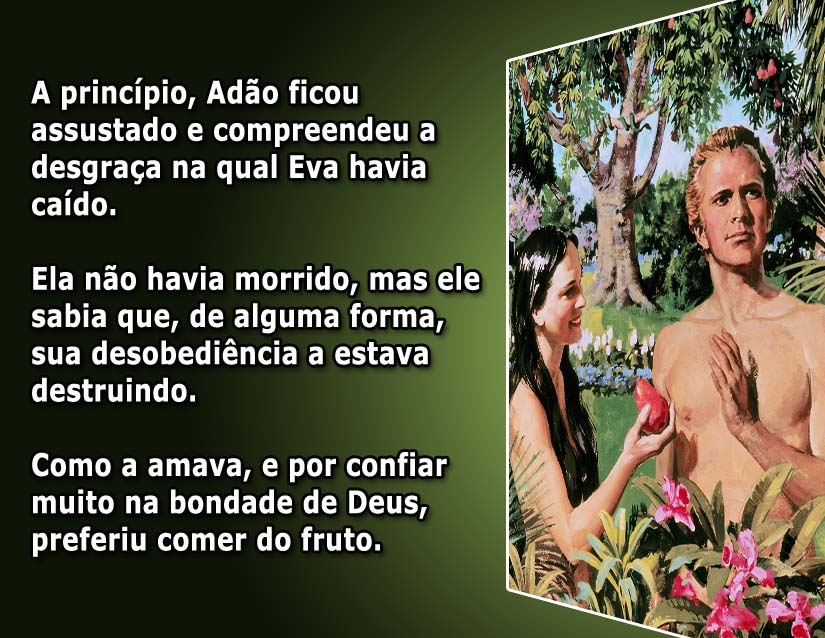 A princípio, Adão ficou
assustado e compreendeu a
desgraça na qual Eva havia
caído.
Ela não havia morrido, mas ele
sabia que, de alguma forma,
sua desobediência a estava
destruindo.
Como a amava, e por confiar
muito na bondade de Deus,
preferiu comer do fruto.